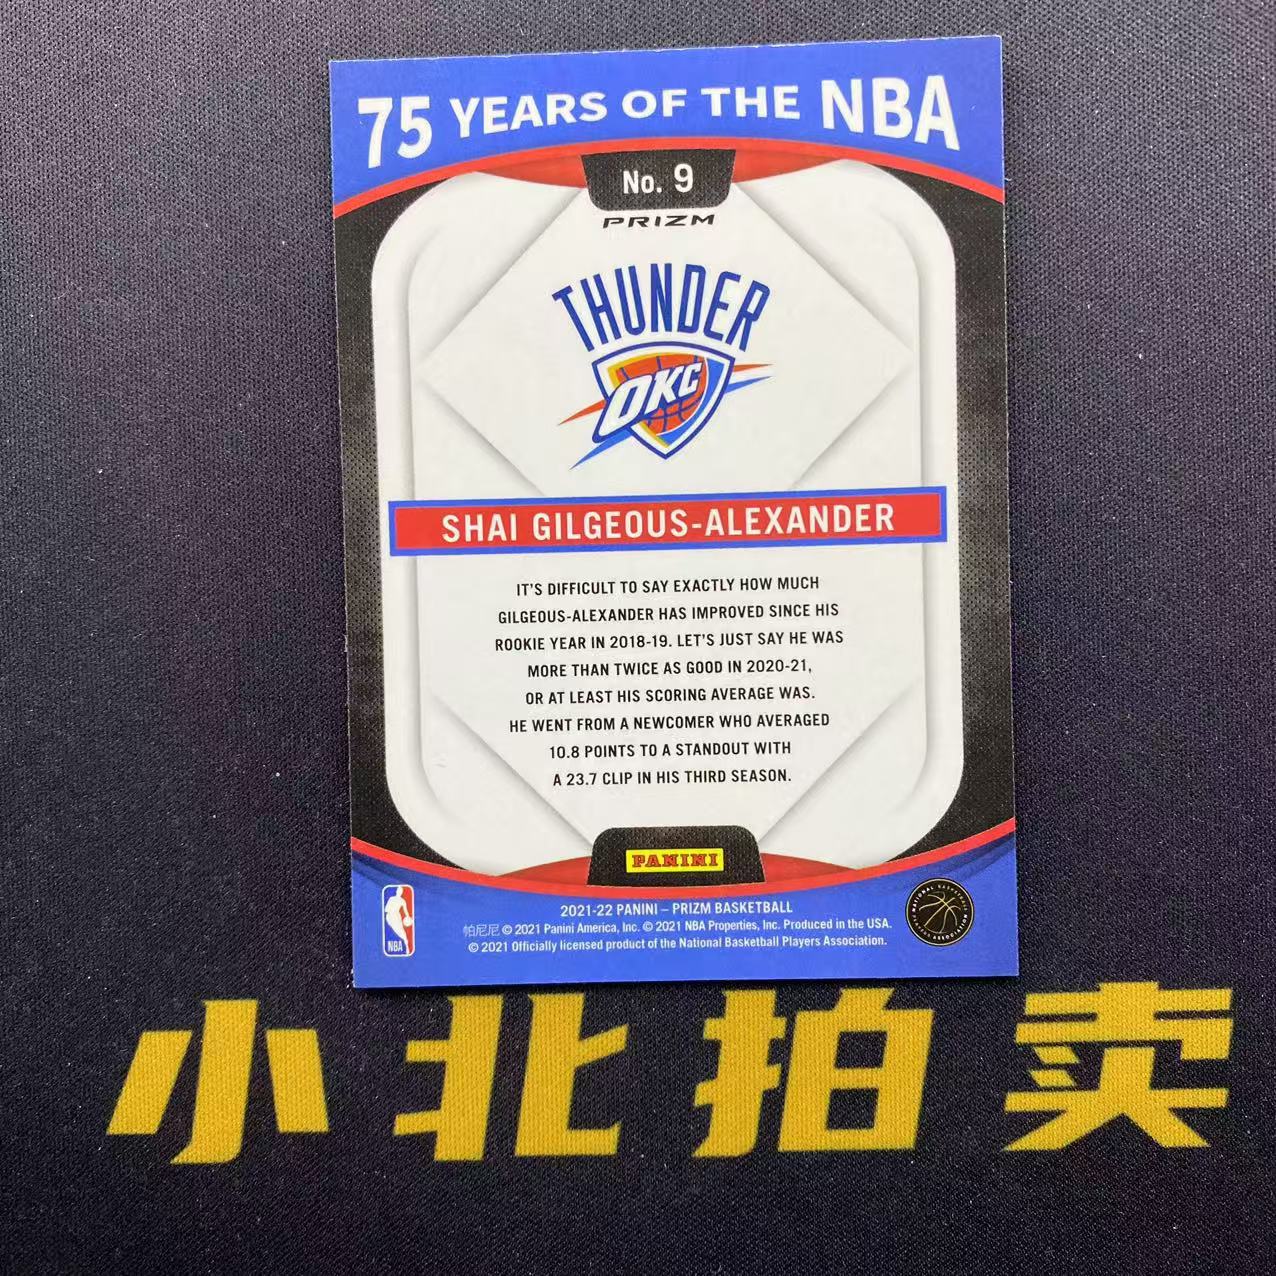 75 YEARS OF THE NBA
No. 9
PRIZM
THUNDER
OKC
SHAI GILGEOUS-ALEXANDER
IT'S DIFFICULT TO SAY EXACTLY HOW MUCH
GILGEOUS-ALEXANDER HAS IMPROVED SINCE HIS
ROOKIE YEAR IN 2018-19. LET'S JUST SAY HE WAS
MORE THAN TWICE AS GOOD IN 2020-21,
OR AT LEAST HIS SCORING AVERAGE WAS.
HE WENT FROM A NEWCOMER WHO AVERAGED
10.8 POINTS TO A STANDOUT WITH
A 23.7 CLIP IN HIS THIRD SEASON.
PANINI
2021-22 PANINI – PRIZM BASKETBALL
帕尼尼 © 2021 Panini America, Inc. © 2021 NBA Properties, Inc. Produced in the USA.
© 2021 Officially licensed product of the National Basketball Players Association.
NBA
NATIONAL BASKETBALL PLAYERS ASSOCIATION
小北拍卖